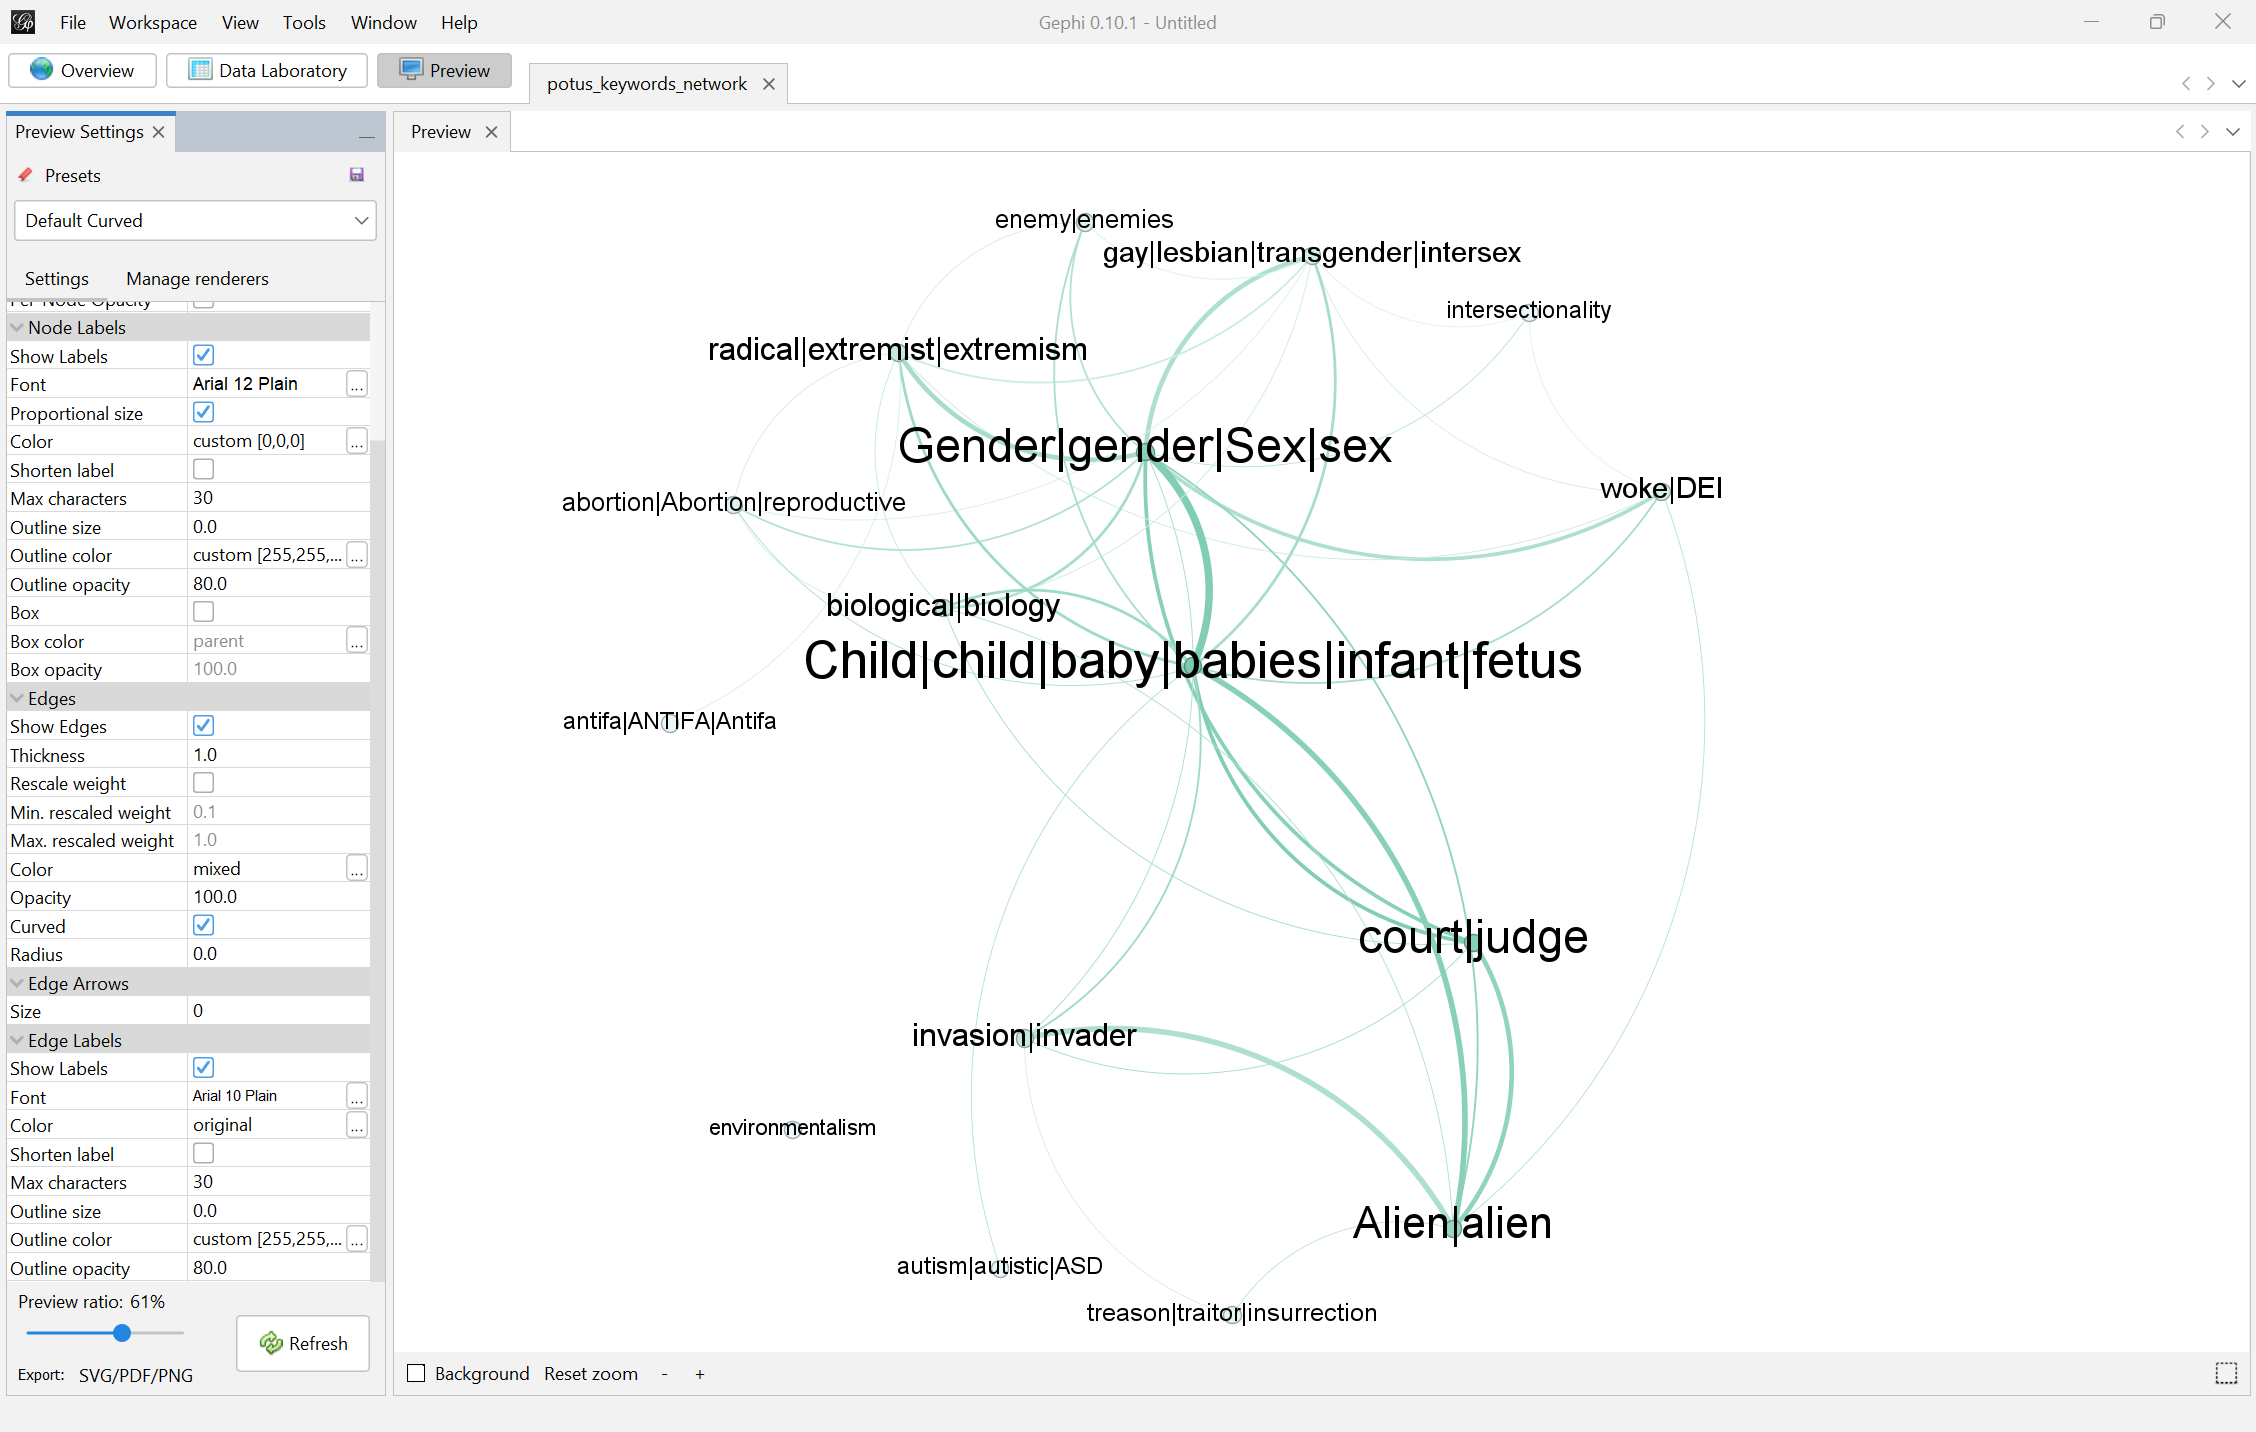 File Workspace View Tools Window Help
Gephi 0.10.1 - Untitled
Overview Data Laboratory Preview
potus_keywords_network
Preview Settings
Presets
Default Curved
Settings Manage renderers
Per-Node Opacity
Node Labels
Show Labels
Font Arial 12 Plain ...
Proportional size
Color custom [0,0,0] ...
Shorten label
Max characters 30
Outline size 0.0
Outline color custom [255,255,... ...
Outline opacity 80.0
Box
Box color parent ...
Box opacity 100.0
Edges
Show Edges
Thickness 1.0
Rescale weight
Min. rescaled weight 0.1
Max. rescaled weight 1.0
Color mixed ...
Opacity 100.0
Curved
Radius 0.0
Edge Arrows
Size 0
Edge Labels
Show Labels
Font Arial 10 Plain ...
Color original ...
Shorten label
Max characters 30
Outline size 0.0
Outline color custom [255,255,... ...
Outline opacity 80.0
Preview ratio: 61%
Refresh
Export: SVG/PDF/PNG
Preview
enemy|enemies
gay|lesbian|transgender|intersex
intersectionality
radical|extremist|extremism
Gender|gender|Sex|sex
woke|DEI
abortion|Abortion|reproductive
biological|biology
Child|child|baby|babies|infant|fetus
antifa|ANTIFA|Antifa
court|judge
invasion|invader
environmentalism
Alien|alien
autism|autistic|ASD
treason|traitor|insurrection
Background Reset zoom - +